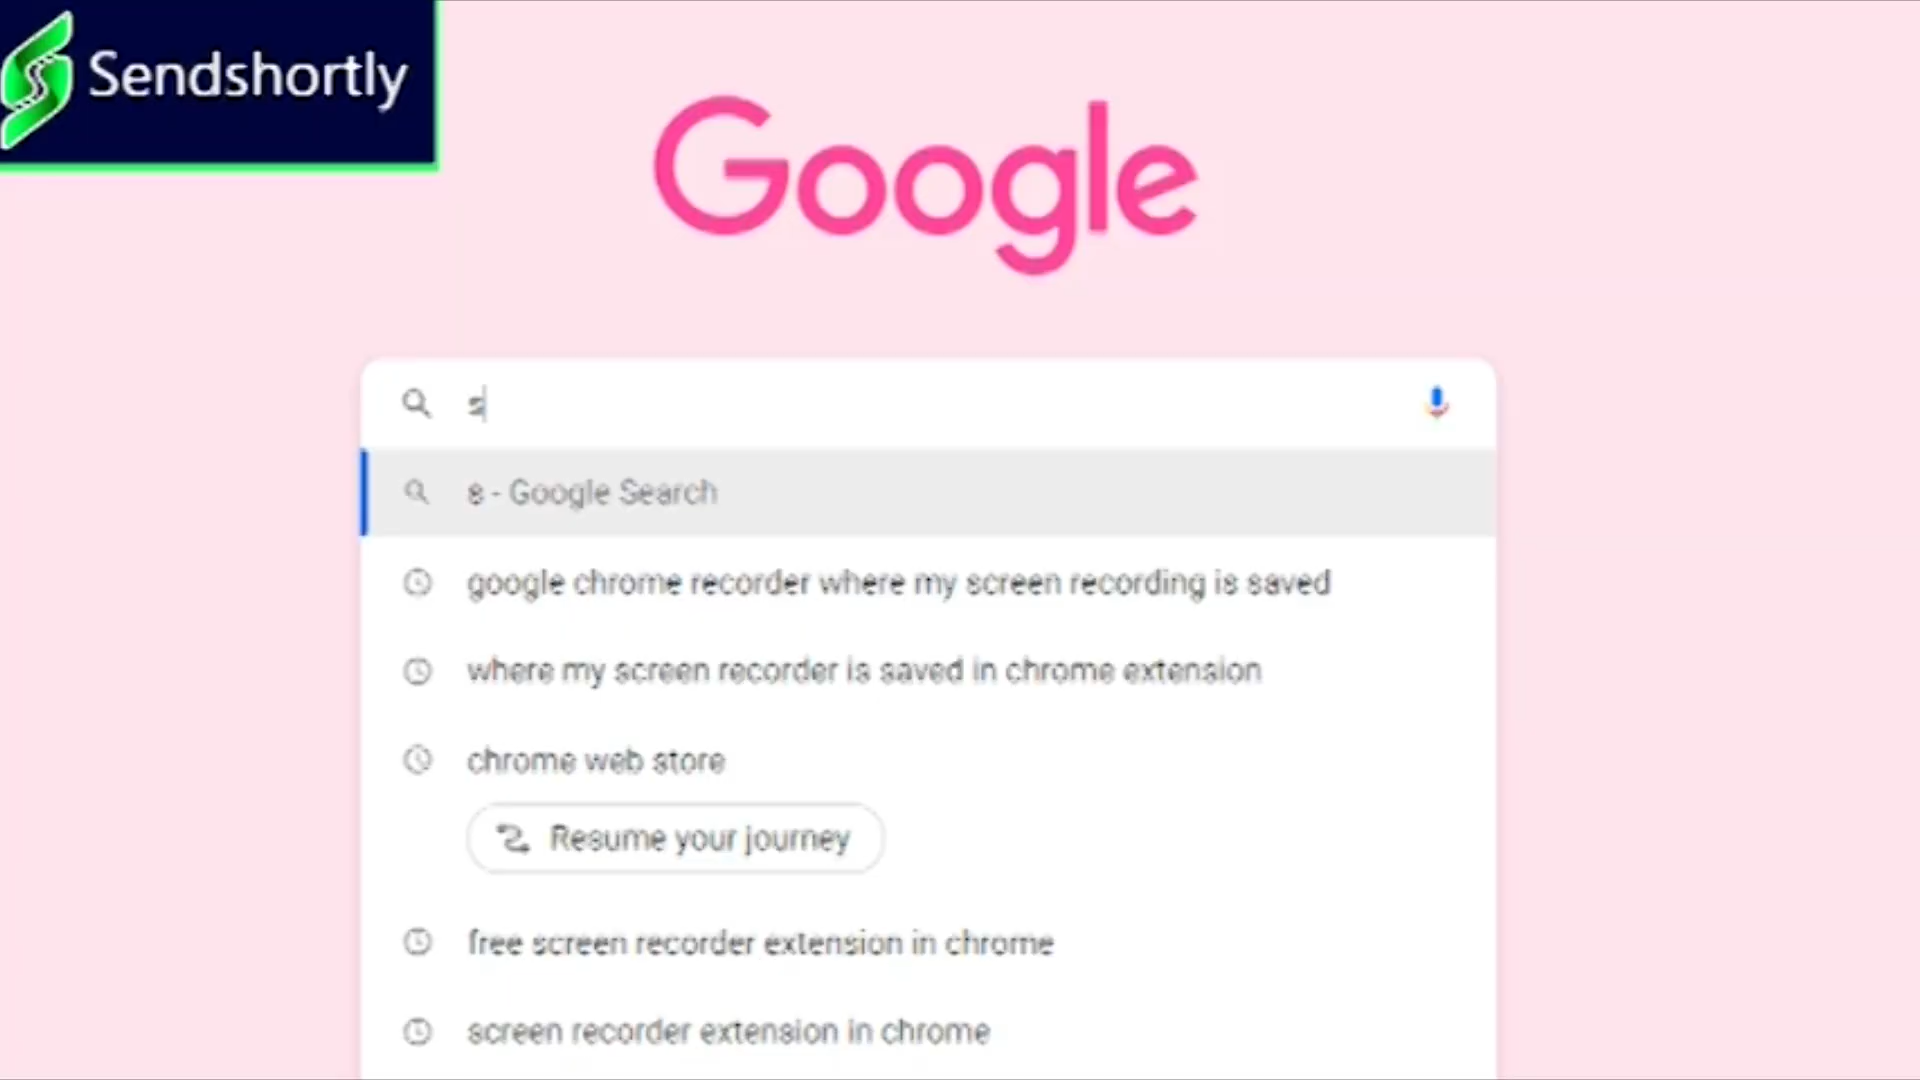 Sendshortly
Google
s
s - Google Search
google chrome recorder where my screen recording is saved
where my screen recorder is saved in chrome extension
chrome web store
Resume your journey
free screen recorder extension in chrome
screen recorder extension in chrome